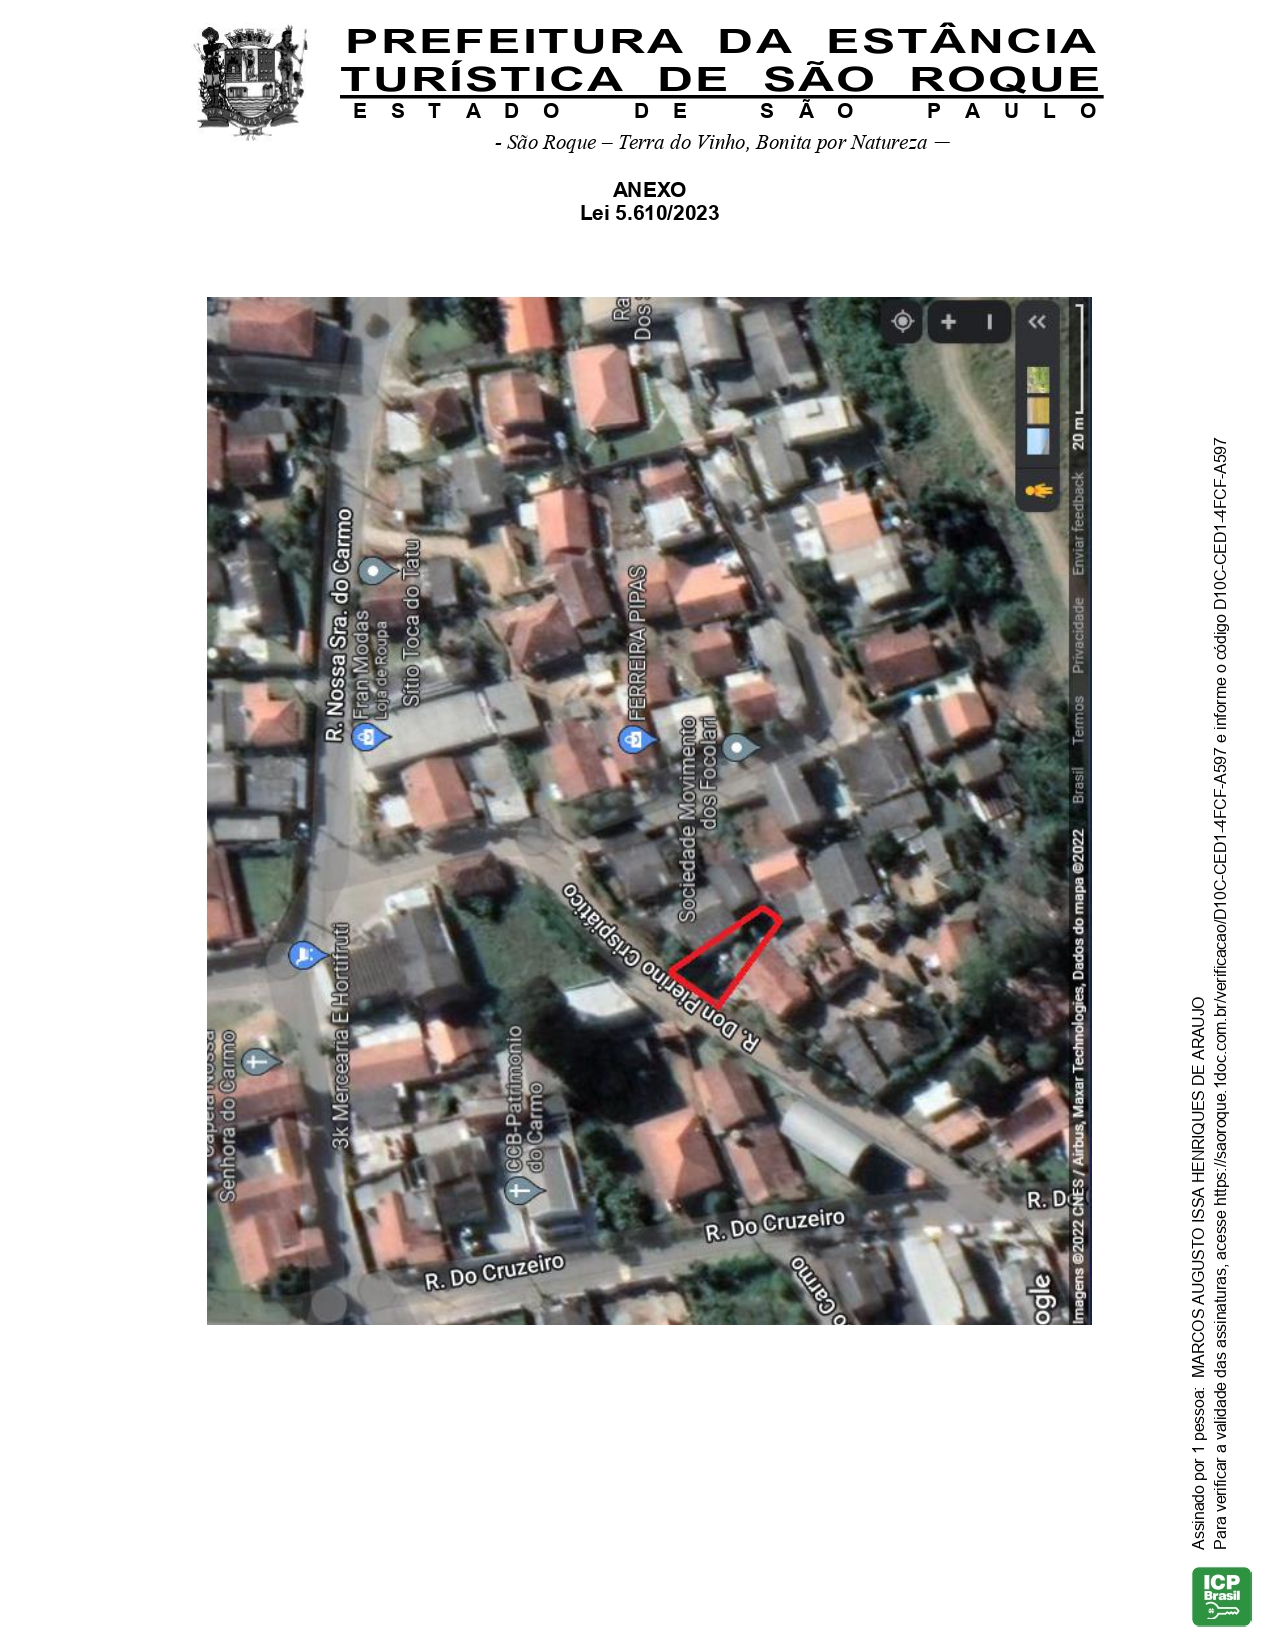 PREFEITURA DA ESTÂNCIA
TURÍSTICA DE SÃO ROQUE
ESTADO DE SÃO PAULO
- São Roque – Terra do Vinho, Bonita por Natureza —
ANEXO
Lei 5.610/2023
Senhora do Carmo
3k Mercearia E Hortifruti
R. Nossa Sra. do Carmo
Fran Modas
Loja de Roupa
Sítio Toca do Tatu
CCB-Patrimonio
do Carmo
R. Do Cruzeiro
R. Don Pierino Crispiático
FERREIRA PIPAS
Ra
Dos
Sociedade Movimento
dos Focolari
R. Do Cruzeiro
o Carmo
R. D
ogle
Imagens ©2022 CNES / Airbus, Maxar Technologies, Dados do mapa ©2022 Brasil Termos Privacidade Enviar feedback 20 m
Assinado por 1 pessoa: MARCOS AUGUSTO ISSA HENRIQUES DE ARAUJO
Para verificar a validade das assinaturas, acesse https://saoroque.1doc.com.br/verificacao/D10C-CED1-4FCF-A597 e informe o código D10C-CED1-4FCF-A597
ICP
Brasil